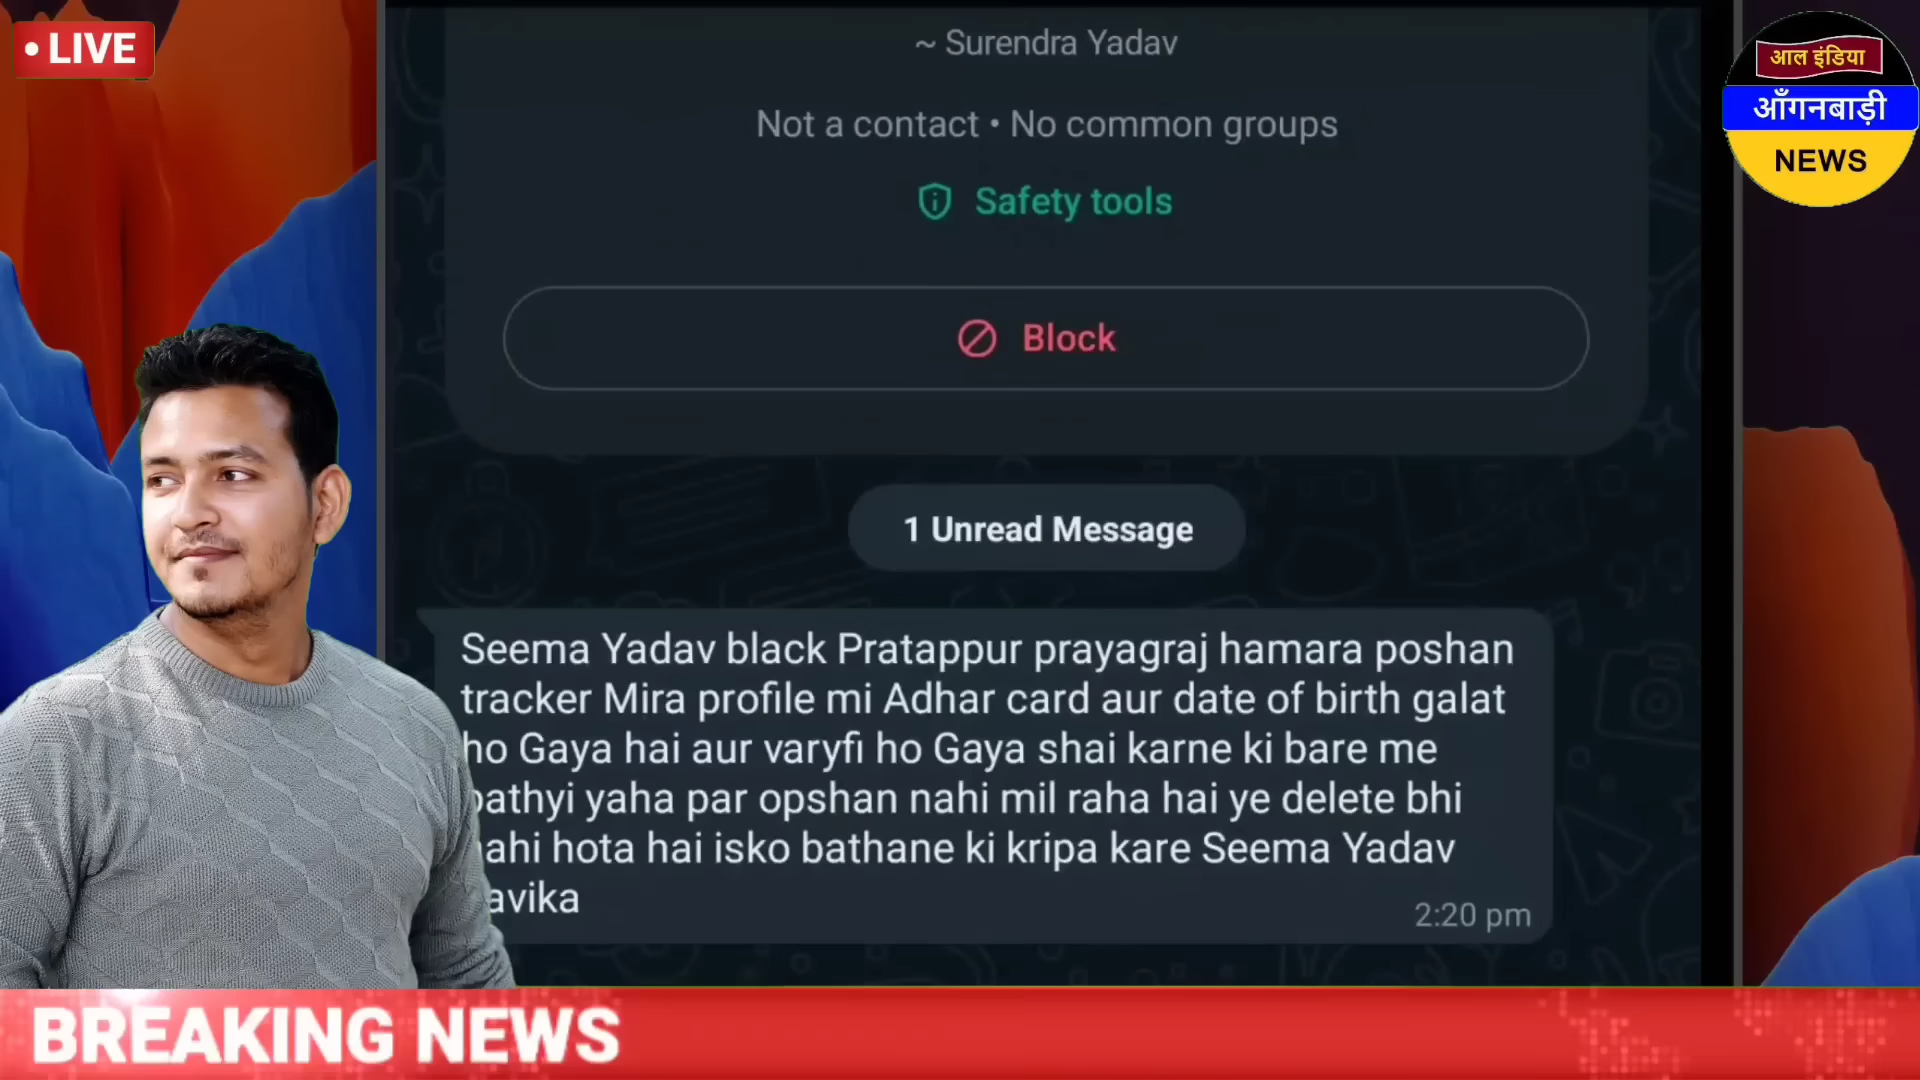 • LIVE
आल इंडिया
आँगनबाड़ी
NEWS
~ Surendra Yadav
Not a contact • No common groups
Safety tools
Block
1 Unread Message
Seema Yadav black Pratappur prayagraj hamara poshan
tracker Mira profile mi Adhar card aur date of birth galat
ho Gaya hai aur varyfi ho Gaya shai karne ki bare me
yaha par opshan nahi mil raha hai ye delete bhi
hota hai isko bathane ki kripa kare Seema Yadav
2:20 pm
BREAKING NEWS